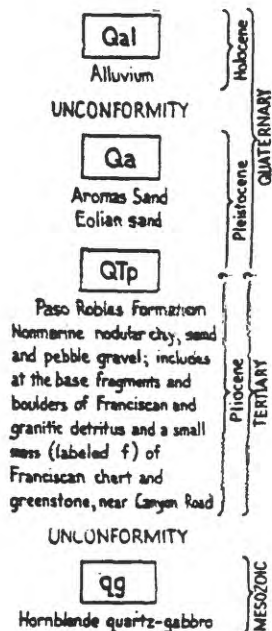 Qal
Alluvium
Holocene
UNCONFORMITY
QUATERNARY
Qa
Aromas Sand
Eolian sand
Pleistocene
QTp
?
?
Paso Robles Formation
Nonmarine nodular clay, sand
and pebble gravel; includes
at the base fragments and
boulders of Franciscan and
granitic detritus and a small
mass (labeled f) of
Franciscan chert and
greenstone, near Canyon Road
Pliocene
TERTIARY
UNCONFORMITY
qg
Hornblende quartz-gabbro
MESOZOIC